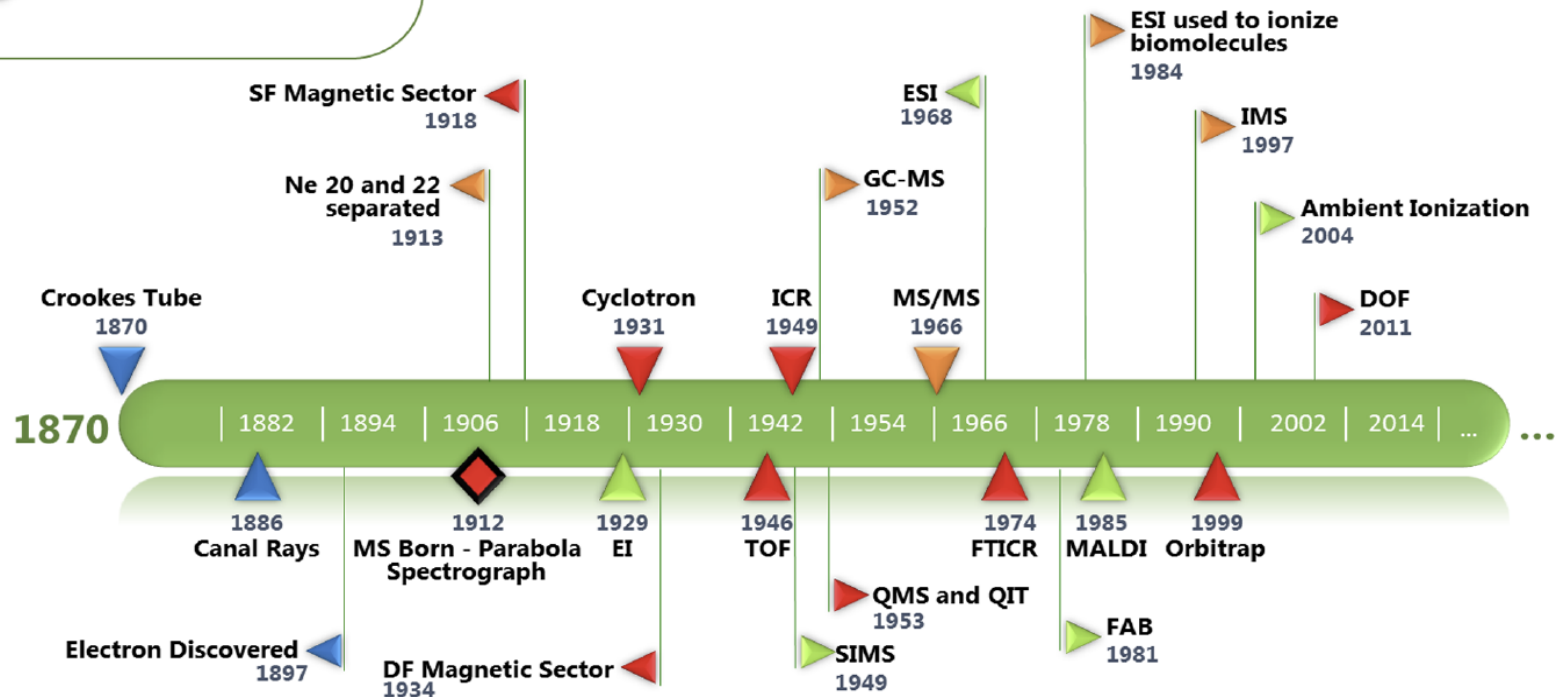 ESI used to ionize
biomolecules
1984
SF Magnetic Sector
1918
ESI
1968
IMS
1997
Ne 20 and 22
separated
1913
GC-MS
1952
Ambient Ionization
2004
Crookes Tube
1870
Cyclotron
1931
ICR
1949
MS/MS
1966
DOF
2011
1870
1882
1894
1906
1918
1930
1942
1954
1966
1978
1990
2002
2014
...
...
1886
Canal Rays
1912
MS Born - Parabola
Spectrograph
1929
EI
1946
TOF
1974
FTICR
1985
MALDI
1999
Orbitrap
QMS and QIT
1953
Electron Discovered
1897
DF Magnetic Sector
1934
SIMS
1949
FAB
1981